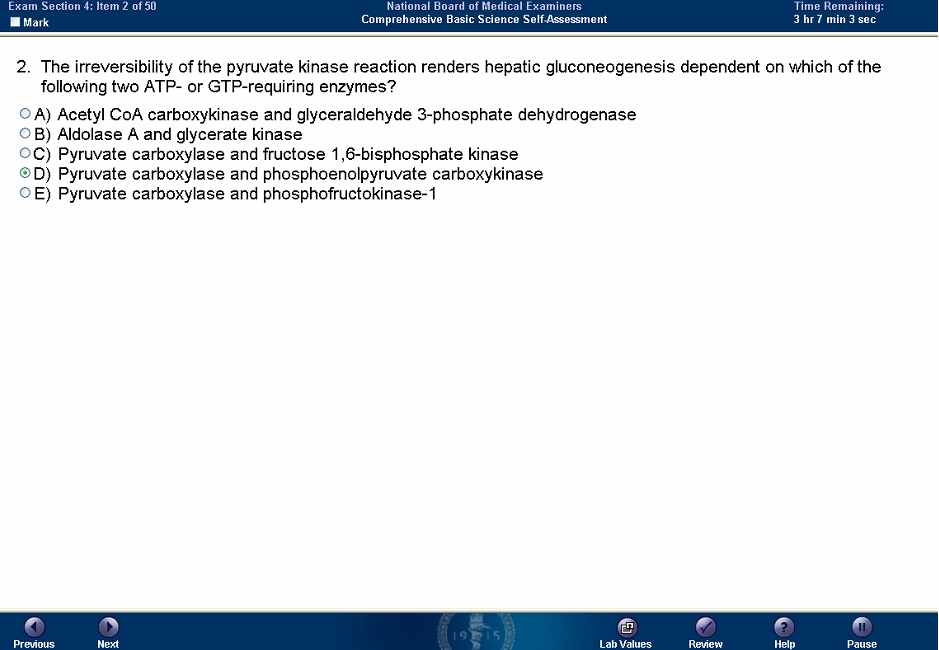 Exam Section 4: Item 2 of 50
National Board of Medical Examiners
Time Remaining:
Mark
Comprehensive Basic Science Self-Assessment
3 hr 7 min 3 sec
2. The irreversibility of the pyruvate kinase reaction renders hepatic gluconeogenesis dependent on which of the
following two ATP- or GTP-requiring enzymes?
A) Acetyl CoA carboxykinase and glyceraldehyde 3-phosphate dehydrogenase
B) Aldolase A and glycerate kinase
C) Pyruvate carboxylase and fructose 1,6-bisphosphate kinase
D) Pyruvate carboxylase and phosphoenolpyruvate carboxykinase
E) Pyruvate carboxylase and phosphofructokinase-1
19 15
Previous
Next
Lab Values
Review
Help
Pause